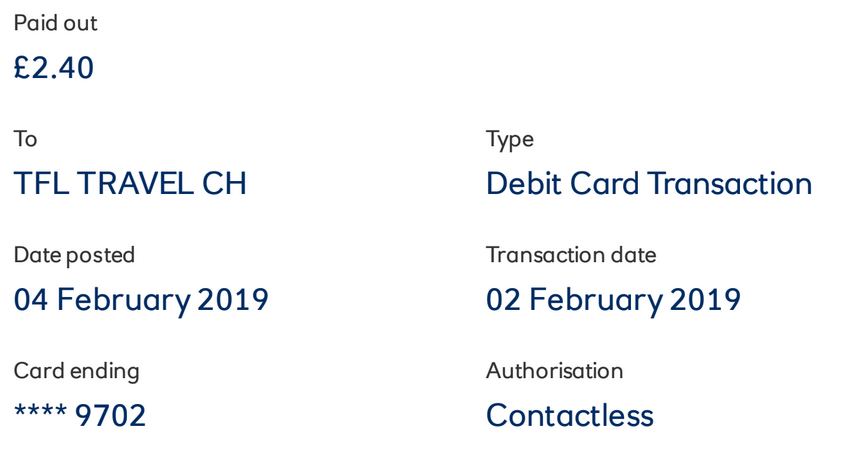 Paid out
£2.40
To
TFL TRAVEL CH
Type
Debit Card Transaction
Date posted
04 February 2019
Transaction date
02 February 2019
Card ending
**** 9702
Authorisation
Contactless